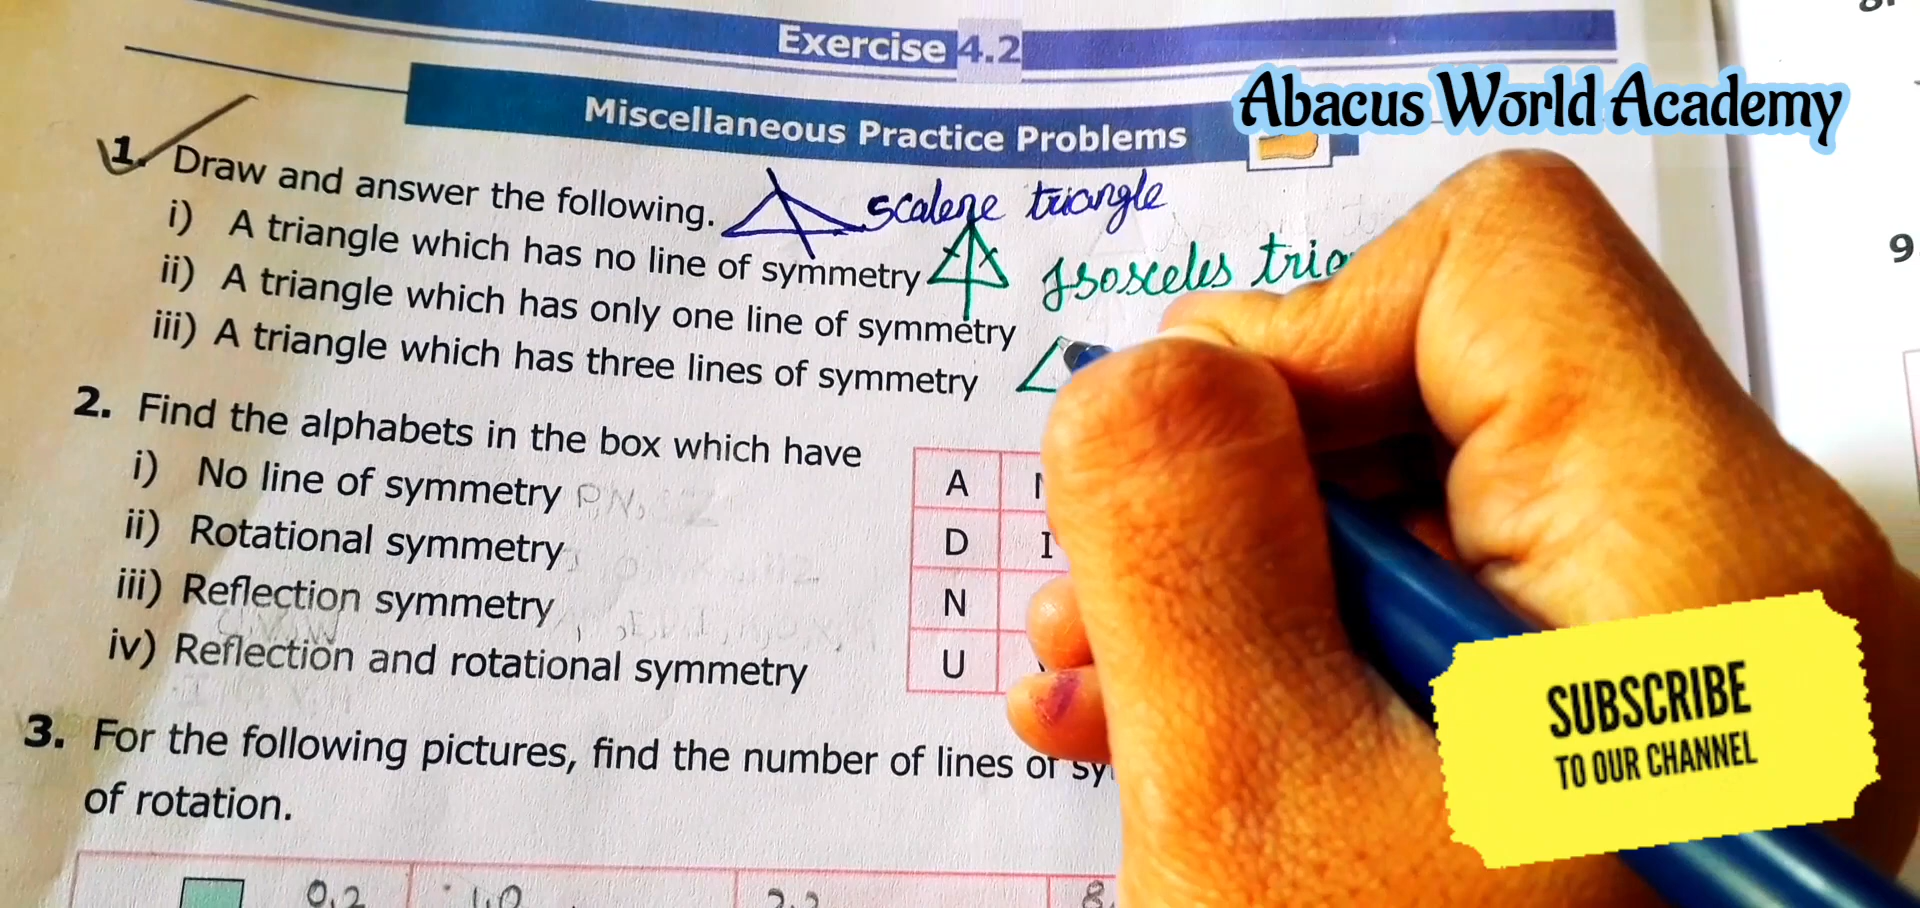 Exercise 4.2
Miscellaneous Practice Problems
Abacus World Academy
1. Draw and answer the following.
scalene triangle
i) A triangle which has no line of symmetry
Isosceles
ii) A triangle which has only one line of symmetry
iii) A triangle which has three lines of symmetry
2. Find the alphabets in the box which have
i) No line of symmetry
ii) Rotational symmetry
iii) Reflection symmetry
iv) Reflection and rotational symmetry
A
D I
N
U
3. For the following pictures, find the number of lines of
of rotation.
9
SUBSCRIBE
TO OUR CHANNEL